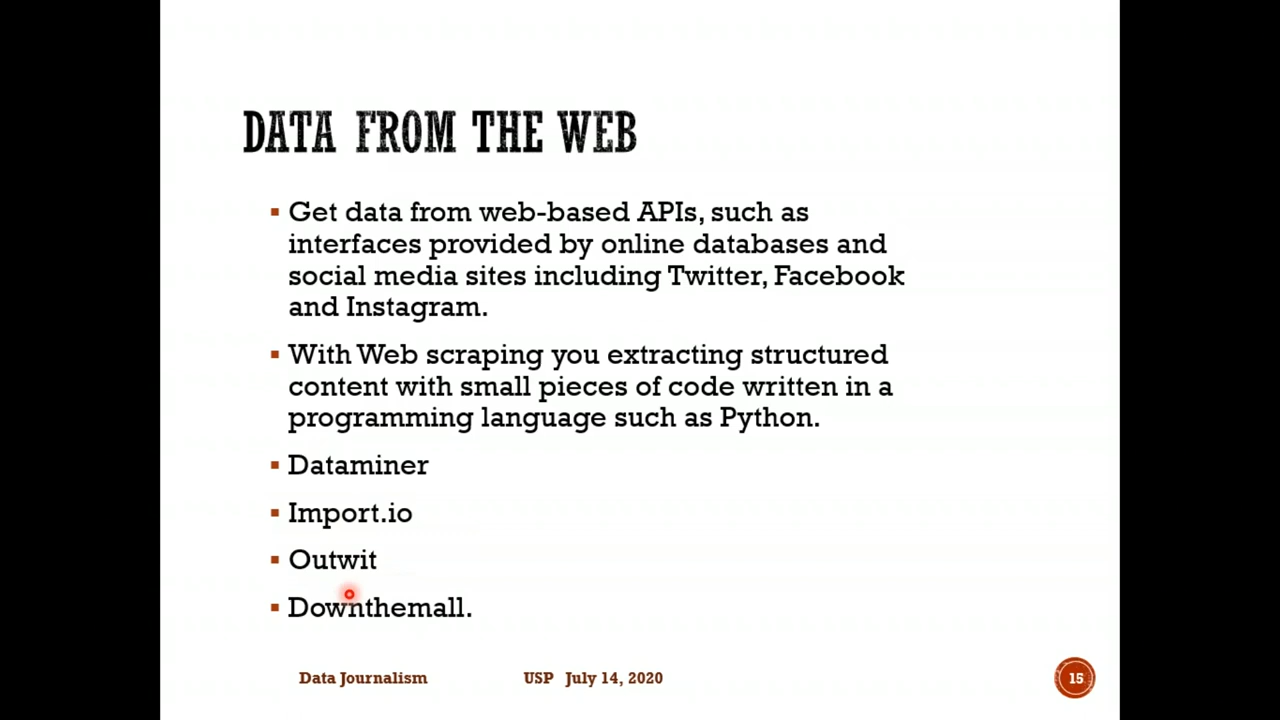 DATA FROM THE WEB
Get data from web-based APIs, such as
interfaces provided by online databases and
social media sites including Twitter, Facebook
and Instagram.
With Web scraping you extracting structured
content with small pieces of code written in a
programming language such as Python.
Dataminer
Import.io
Outwit
Downthemall.
Data Journalism USP July 14, 2020 15